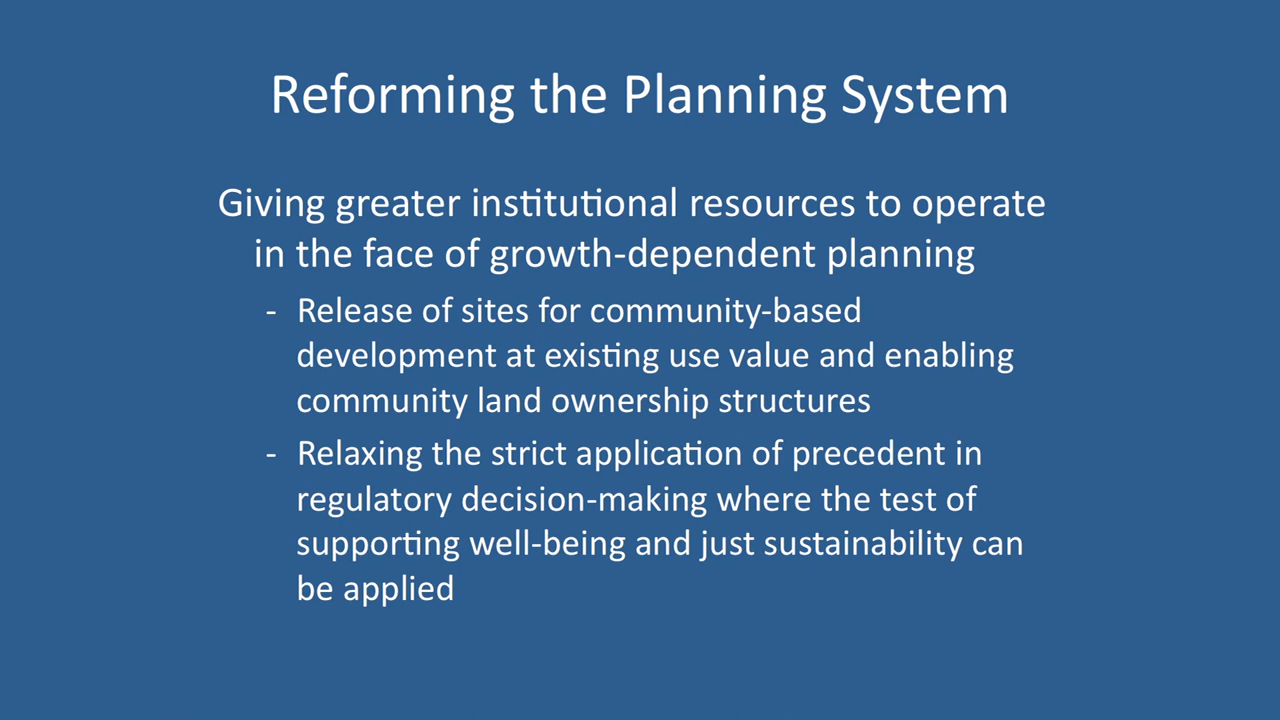 Reforming the Planning System
Giving greater institutional resources to operate
in the face of growth-dependent planning
- Release of sites for community-based
development at existing use value and enabling
community land ownership structures
- Relaxing the strict application of precedent in
regulatory decision-making where the test of
supporting well-being and just sustainability can
be applied